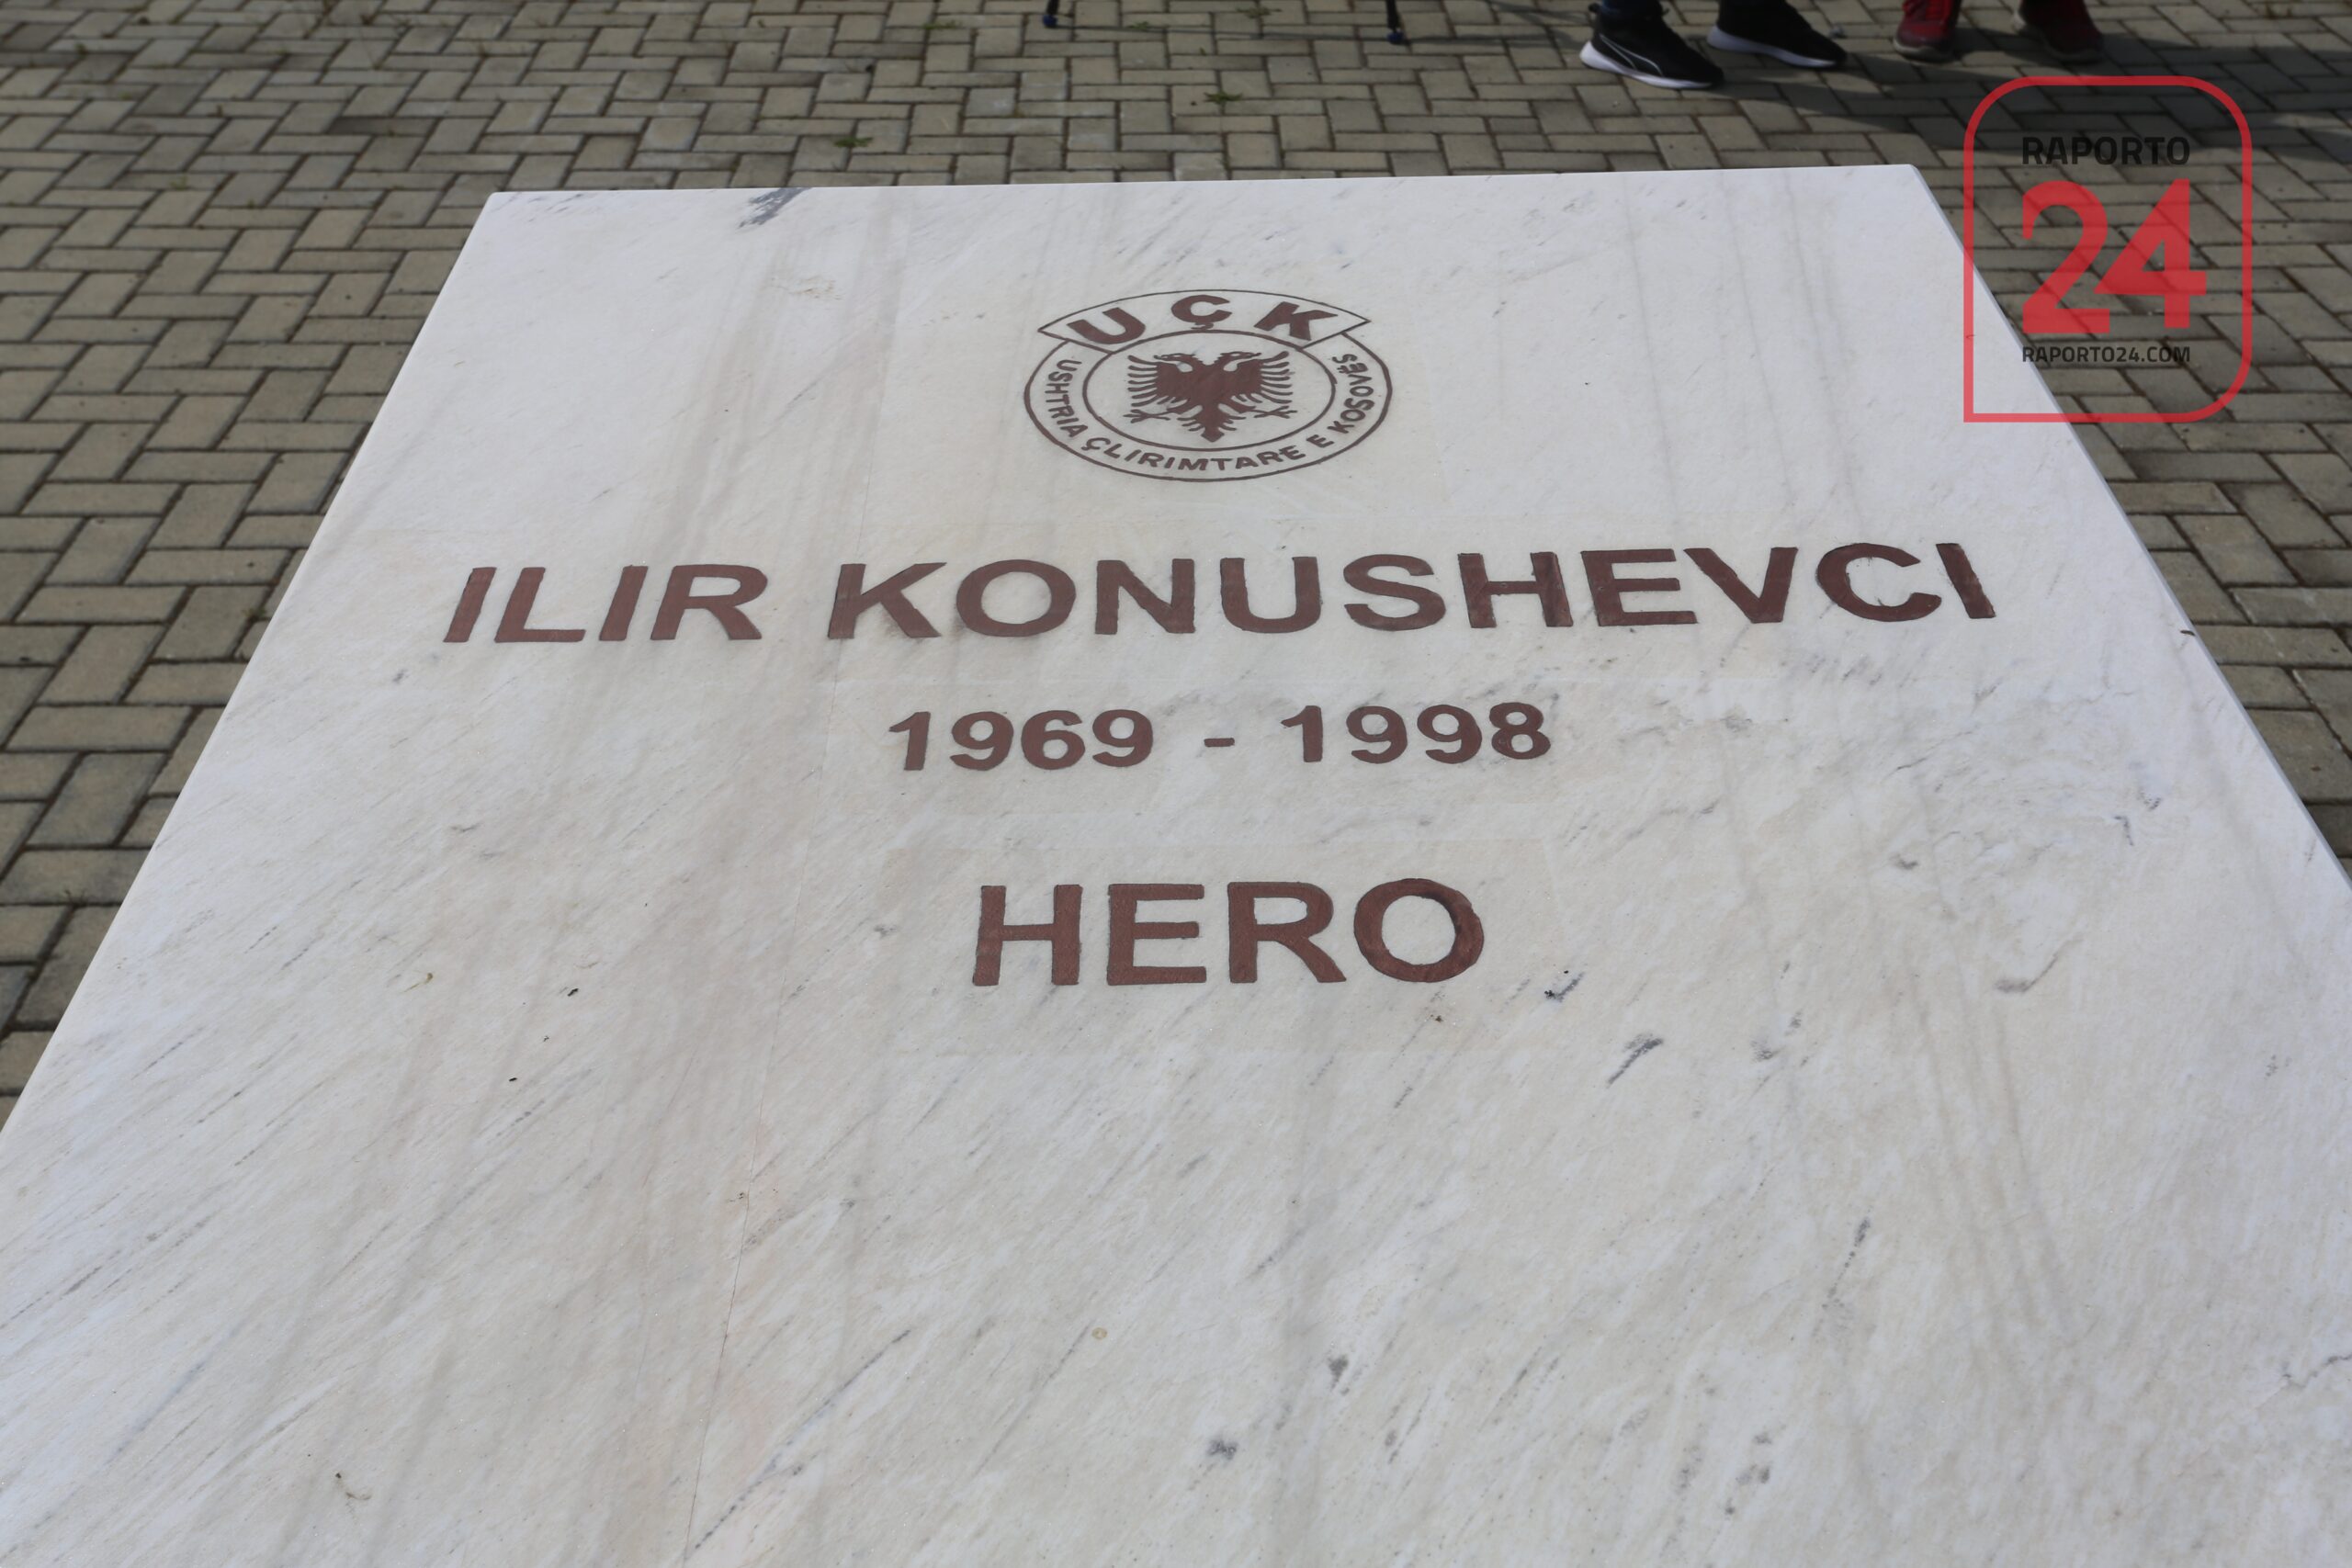 RAPORTO
24
RAPORTO24.COM
UÇK
USHTRIA ÇLIRIMTARE E KOSOVËS
ILIR KONUSHEVCI
1969 - 1998
HERO